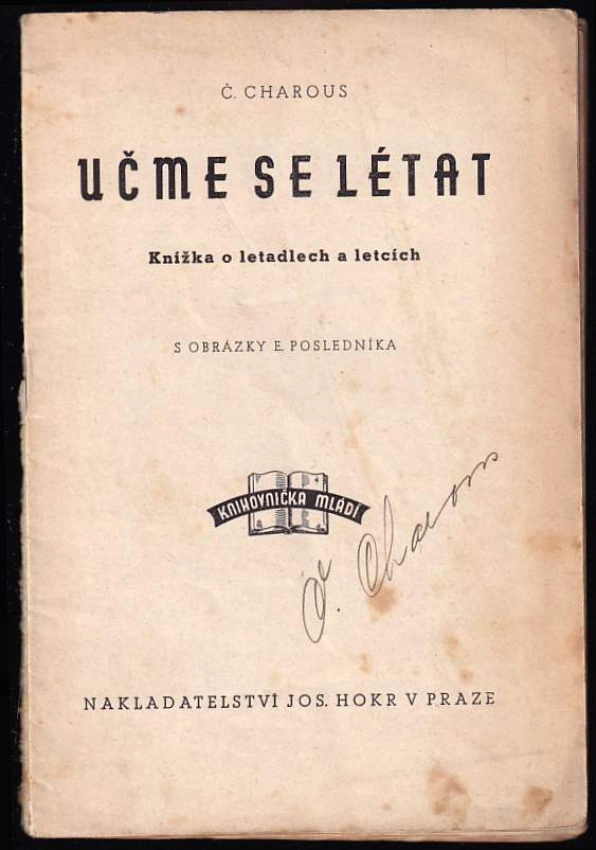 Č. CHAROUS
UČME SE LÉTAT
Knížka o letadlech a letcích
S OBRÁZKY E. POSLEDNÍKA
KNIHOVNIČKA MLÁDÍ
Č. Charous
NAKLADATELSTVÍ JOS. HOKR V PRAZE